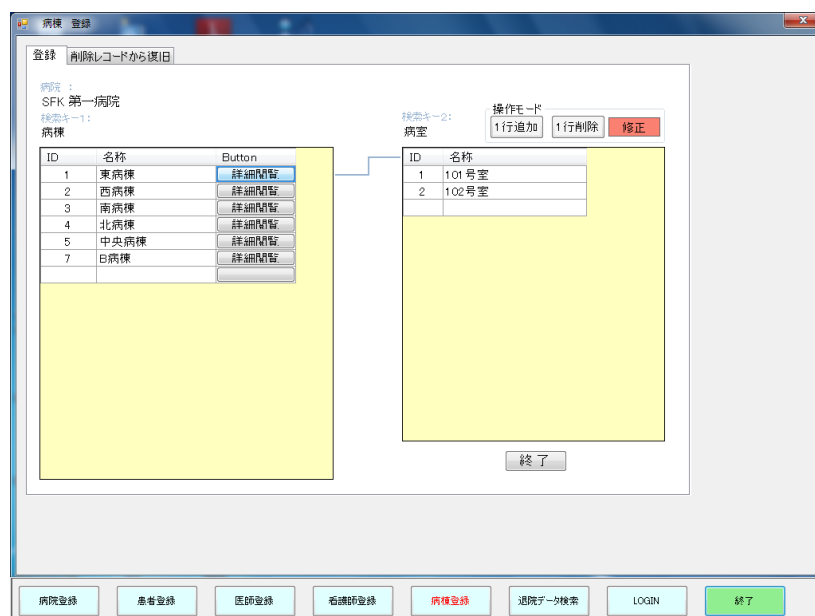 病棟 登録
登録 削除レコードから復旧
病院 :
SFK 第一病院
検索キー1:
病棟
ID 名称 Button
1 東病棟 詳細閲覧
2 西病棟 詳細閲覧
3 南病棟 詳細閲覧
4 北病棟 詳細閲覧
5 中央病棟 詳細閲覧
7 B病棟 詳細閲覧
検索キー2:
病室
操作モード
1行追加 1行削除 修正
ID 名称
1 101号室
2 102号室
終了
病院登録 患者登録 医師登録 看護師登録 病棟登録 退院データ検索 LOGIN 終了